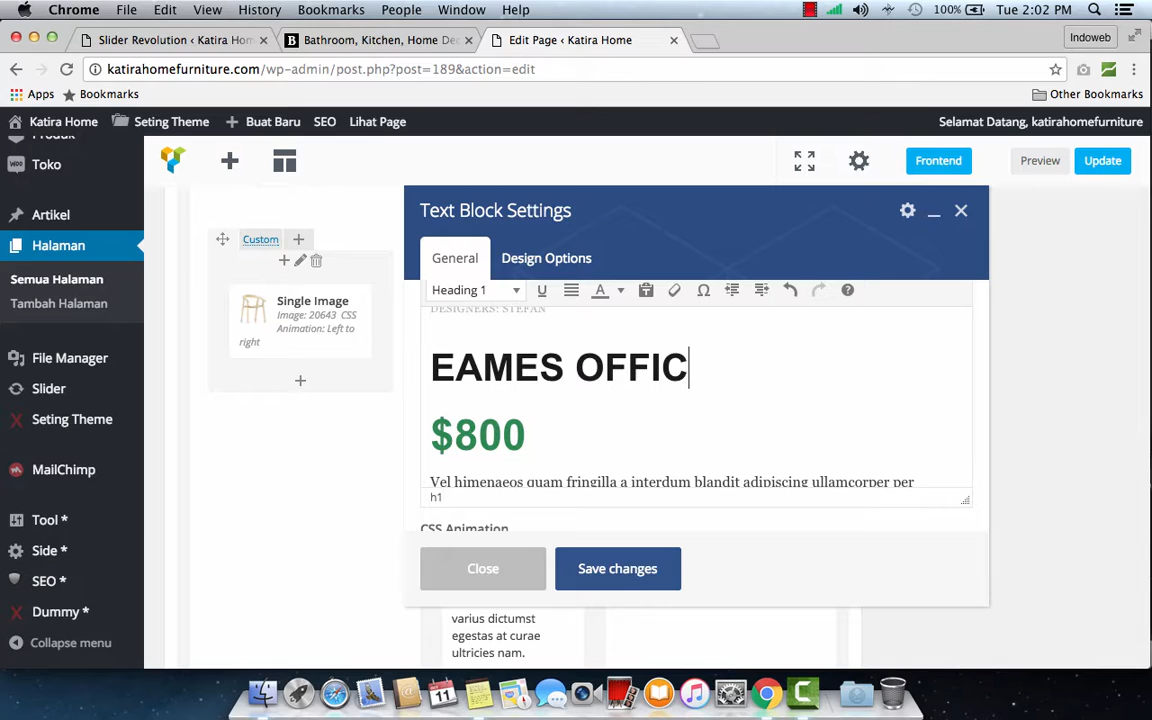 Chrome File Edit View History Bookmarks People Window Help 100% Tue 2:02 PM
Slider Revolution ‹ Katira Hom
Bathroom, Kitchen, Home Dec
Edit Page ‹ Katira Home
Indoweb
katirahomefurniture.com/wp-admin/post.php?post=189&action=edit
Apps Bookmarks Other Bookmarks
Katira Home Seting Theme Buat Baru SEO Lihat Page Selamat Datang, katirahomefurniture
Produk
Toko
Artikel
Halaman
Semua Halaman
Tambah Halaman
File Manager
Slider
Seting Theme
MailChimp
Tool *
Side *
SEO *
Dummy *
Collapse menu
Frontend Preview Update
Custom
Single Image
Image: 20643 CSS
Animation: Left to
right
Text Block Settings
General Design Options
Heading 1
DESIGNERS: STEFAN
EAMES OFFIC
$800
Vel himenaeos quam fringilla a interdum blandit adipiscing ullamcorper per
h1
CSS Animation
Close Save changes
varius dictumst
egestas at curae
ultricies nam.